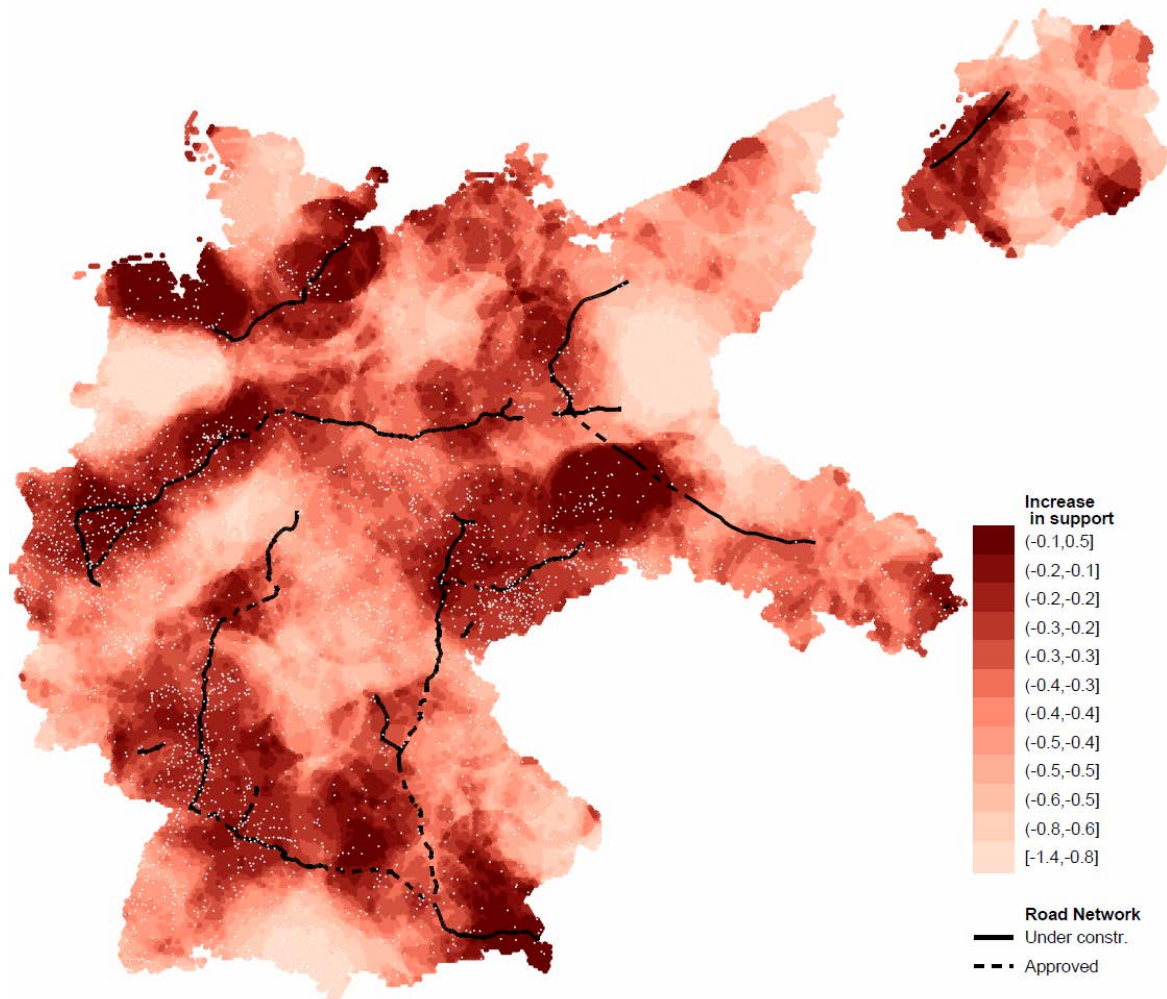 Increase
in support
(-0.1,0.5]
(-0.2,-0.1]
(-0.2,-0.2]
(-0.3,-0.2]
(-0.3,-0.3]
(-0.4,-0.3]
(-0.4,-0.4]
(-0.5,-0.4]
(-0.5,-0.5]
(-0.6,-0.5]
(-0.8,-0.6]
[-1.4,-0.8]
Road Network
Under constr.
Approved